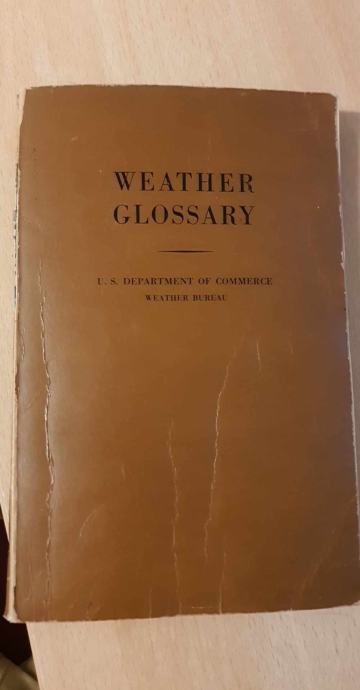 WEATHER
GLOSSARY
U. S. DEPARTMENT OF COMMERCE
WEATHER BUREAU